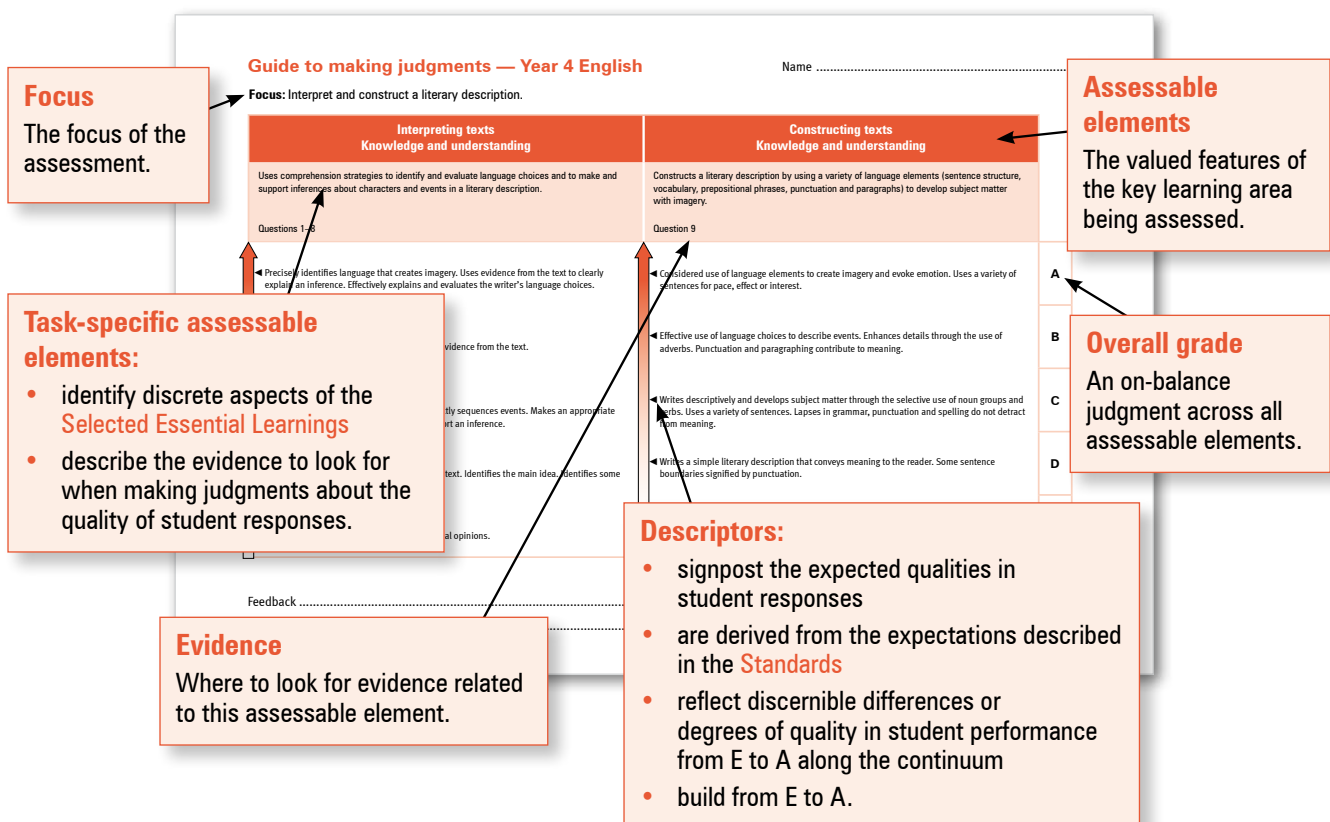 Guide to making judgments — Year 4 English
Name
Focus: Interpret and construct a literary description.
Focus
The focus of the
assessment.
Interpreting texts
Knowledge and understanding
Constructing texts
Knowledge and understanding
Assessable
elements
The valued features of
the key learning area
being assessed.
Uses comprehension strategies to identify and evaluate language choices and to make and
support inferences about characters and events in a literary description.
Questions 1–8
Constructs a literary description by using a variety of language elements (sentence structure,
vocabulary, prepositional phrases, punctuation and paragraphs) to develop subject matter
with imagery.
Question 9
Precisely identifies language that creates imagery. Uses evidence from the text to clearly
explain an inference. Effectively explains and evaluates the writer's language choices.
Considered use of language elements to create imagery and evoke emotion. Uses a variety of
sentences for pace, effect or interest.
A
Task-specific assessable
elements:
• identify discrete aspects of the
Selected Essential Learnings
• describe the evidence to look for
when making judgments about the
quality of student responses.
evidence from the text.
Effective use of language choices to describe events. Enhances details through the use of
adverbs. Punctuation and paragraphing contribute to meaning.
B
Overall grade
An on-balance
judgment across all
assessable elements.
sequences events. Makes an appropriate
an inference.
Writes descriptively and develops subject matter through the selective use of noun groups and
verbs. Uses a variety of sentences. Lapses in grammar, punctuation and spelling do not detract
from meaning.
C
text. Identifies the main idea. Identifies some
Writes a simple literary description that conveys meaning to the reader. Some sentence
boundaries signified by punctuation.
D
opinions.
Descriptors:
• signpost the expected qualities in
student responses
• are derived from the expectations described
in the Standards
• reflect discernible differences or
degrees of quality in student performance
from E to A along the continuum
• build from E to A.
Feedback
Evidence
Where to look for evidence related
to this assessable element.